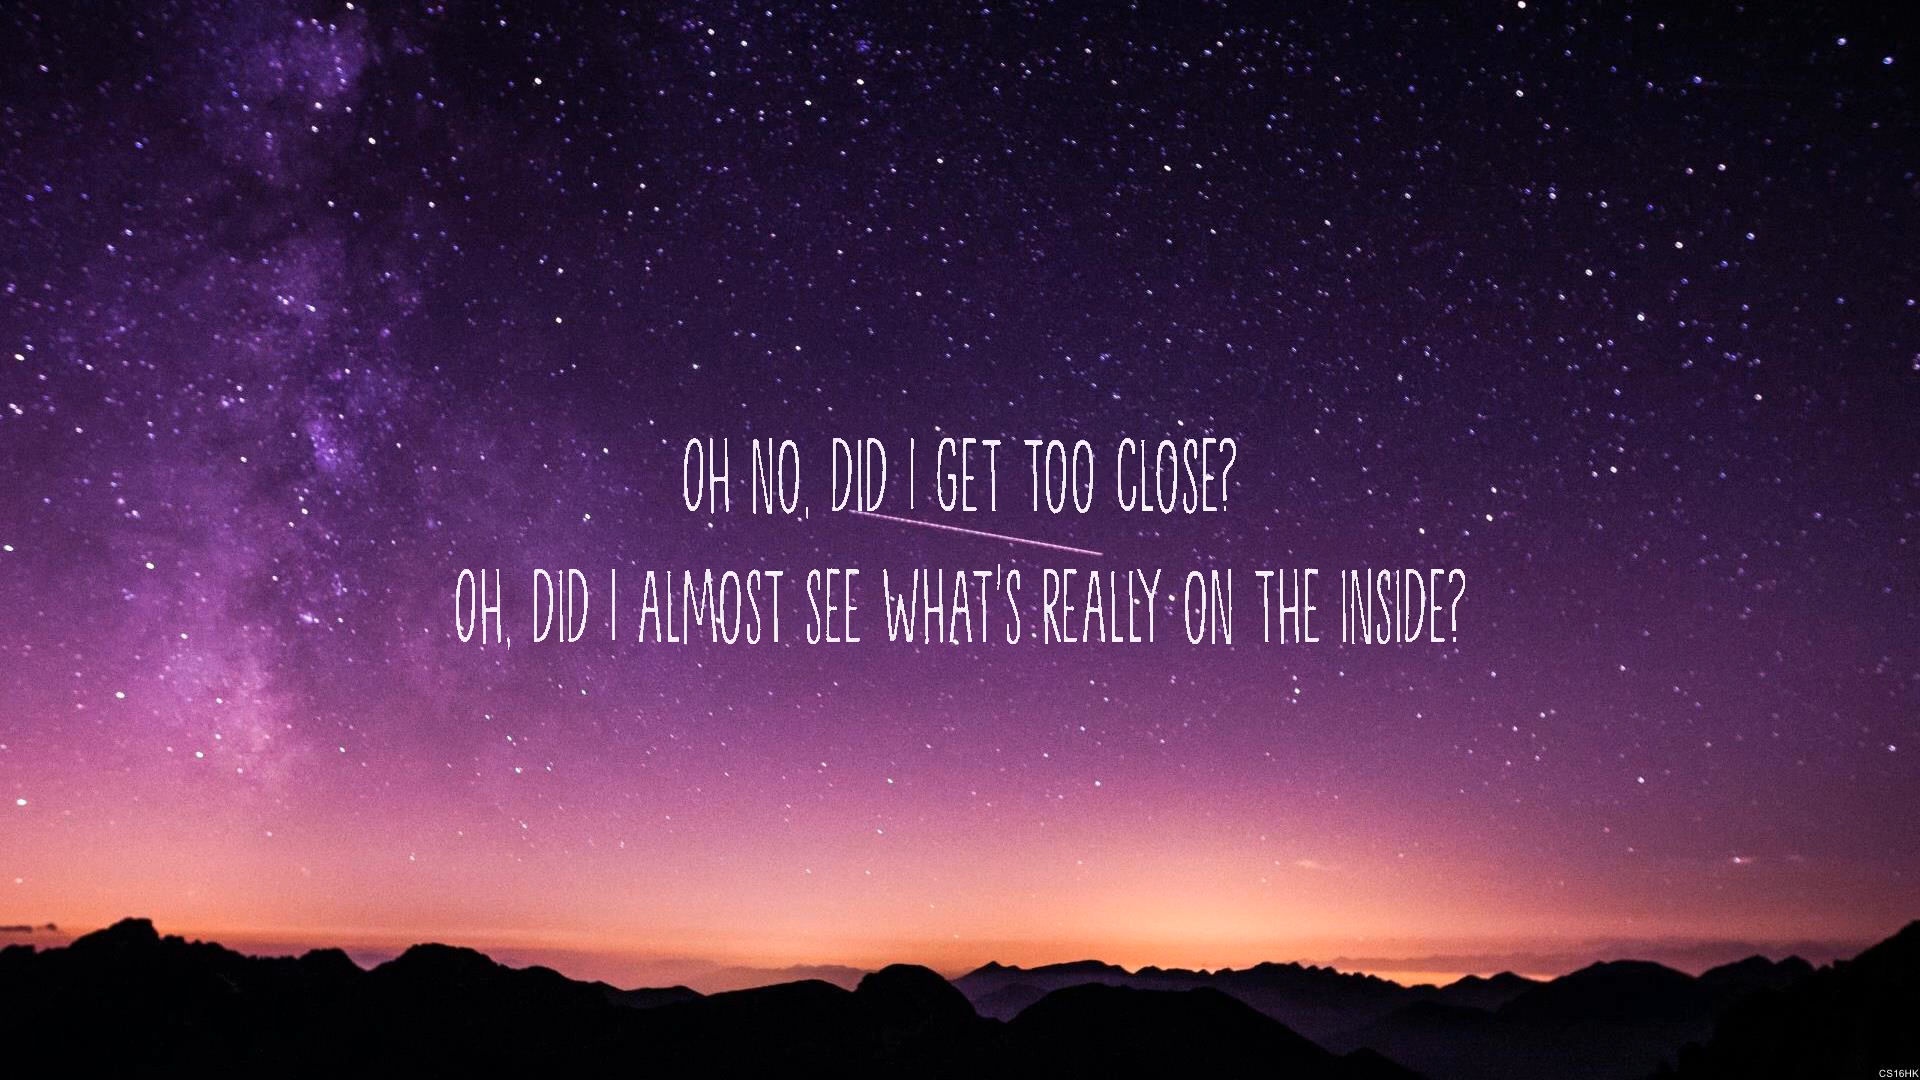 OH NO, DID I GET TOO CLOSE?
OH, DID I ALMOST SEE WHAT'S REALLY ON THE INSIDE?
CS16HK